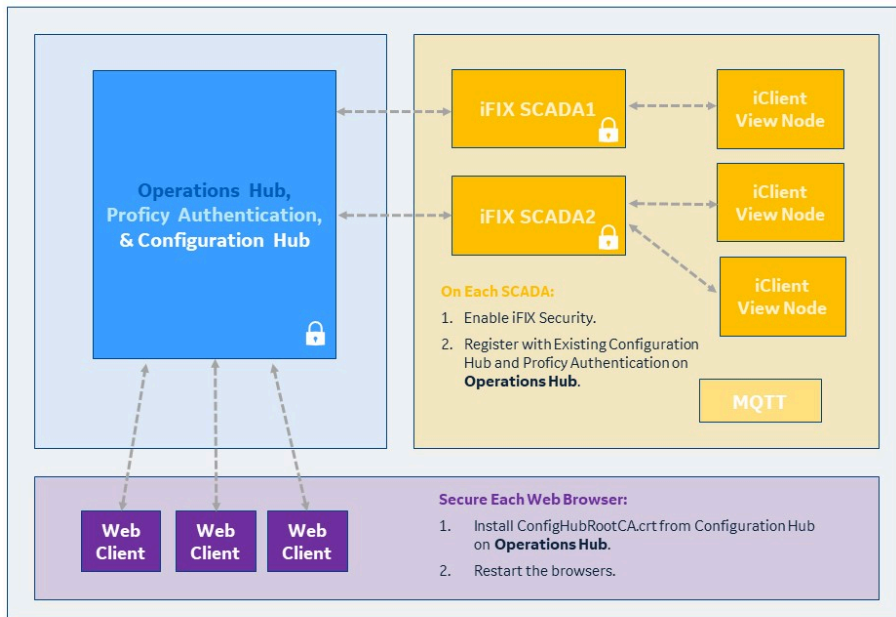 Operations Hub,
Proficy Authentication,
& Configuration Hub
iFIX SCADA1
iFIX SCADA2
iClient
View Node
iClient
View Node
iClient
View Node
On Each SCADA:
1. Enable iFIX Security.
2. Register with Existing Configuration
Hub and Proficy Authentication on
Operations Hub.
MQTT
Web
Client
Web
Client
Web
Client
Secure Each Web Browser:
1. Install ConfigHubRootCA.crt from Configuration Hub
on Operations Hub.
2. Restart the browsers.